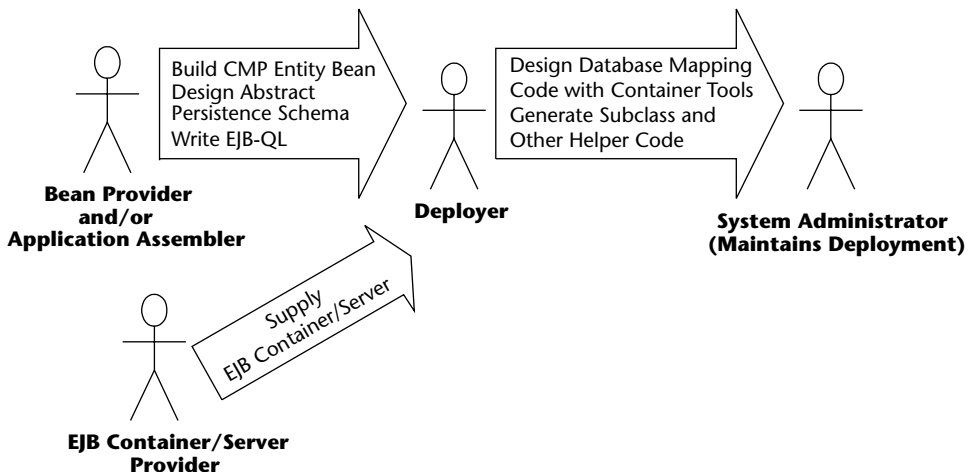 Build CMP Entity Bean
Design Abstract
Persistence Schema
Write EJB-QL
Design Database Mapping
Code with Container Tools
Generate Subclass and
Other Helper Code
Bean Provider
and/or
Application Assembler
Deployer
System Administrator
(Maintains Deployment)
Supply
EJB Container/Server
EJB Container/Server
Provider